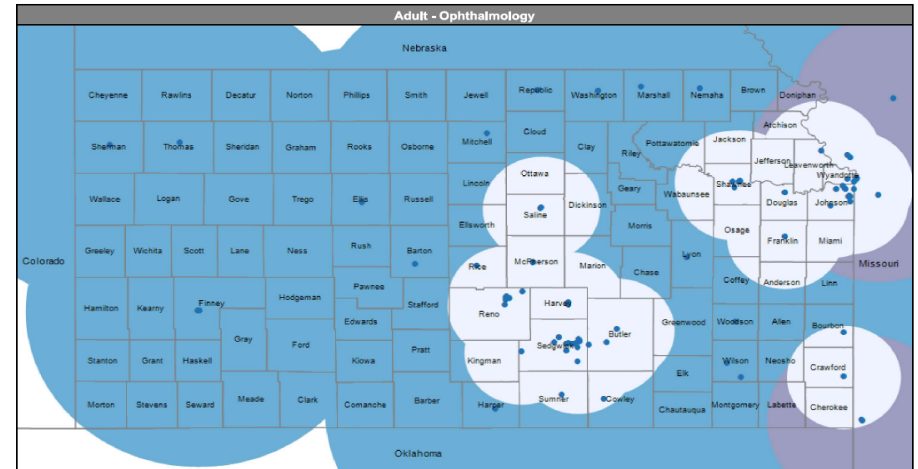 Adult - Ophthalmology
Nebraska
Cheyenne Rawlins Decatur Norton Phillips Smith Jewell Republic Washington Marshall Nemaha Brown Doniphan
Atchison
Sherman Thomas Sheridan Graham Rooks Osborne Mitchell Cloud Clay Riley Pottawatomie Jackson Jefferson Leavenworth
Wyandotte
Ottawa
Wallace Logan Gove Trego Ellis Russell Lincoln Saline Dickinson Geary Wabaunsee Shawnee Douglas Johnson
Ellsworth Morris Osage
Greeley Wichita Scott Lane Ness Rush Barton Franklin Miami
Colorado Rice McPherson Marion Chase Lyon Missouri
Pawnee Coffey Anderson Linn
Hamilton Kearny Finney Hodgeman Stafford Reno Harvey
Edwards Butler Greenwood Woodson Allen Bourbon
Gray Ford Pratt Sedgwick
Stanton Grant Haskell Kiowa Kingman Wilson Neosho Crawford
Elk
Morton Stevens Seward Meade Clark Comanche Barber Harper Sumner Cowley Chautauqua Montgomery Labette Cherokee
Oklahoma